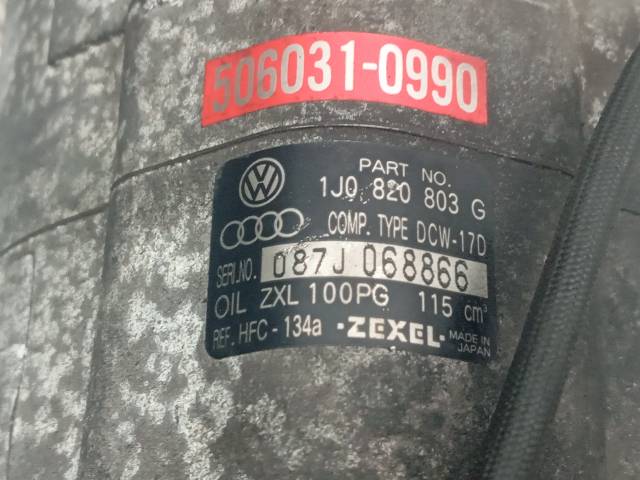 506031-0990
PART NO.
1J0 820 803 G
COMP. TYPE DCW-17D
SERI.NO. 087J 068866
OIL ZXL 100PG 115 cm³
REF. HFC - 134a ·ZEXEL· MADE IN JAPAN